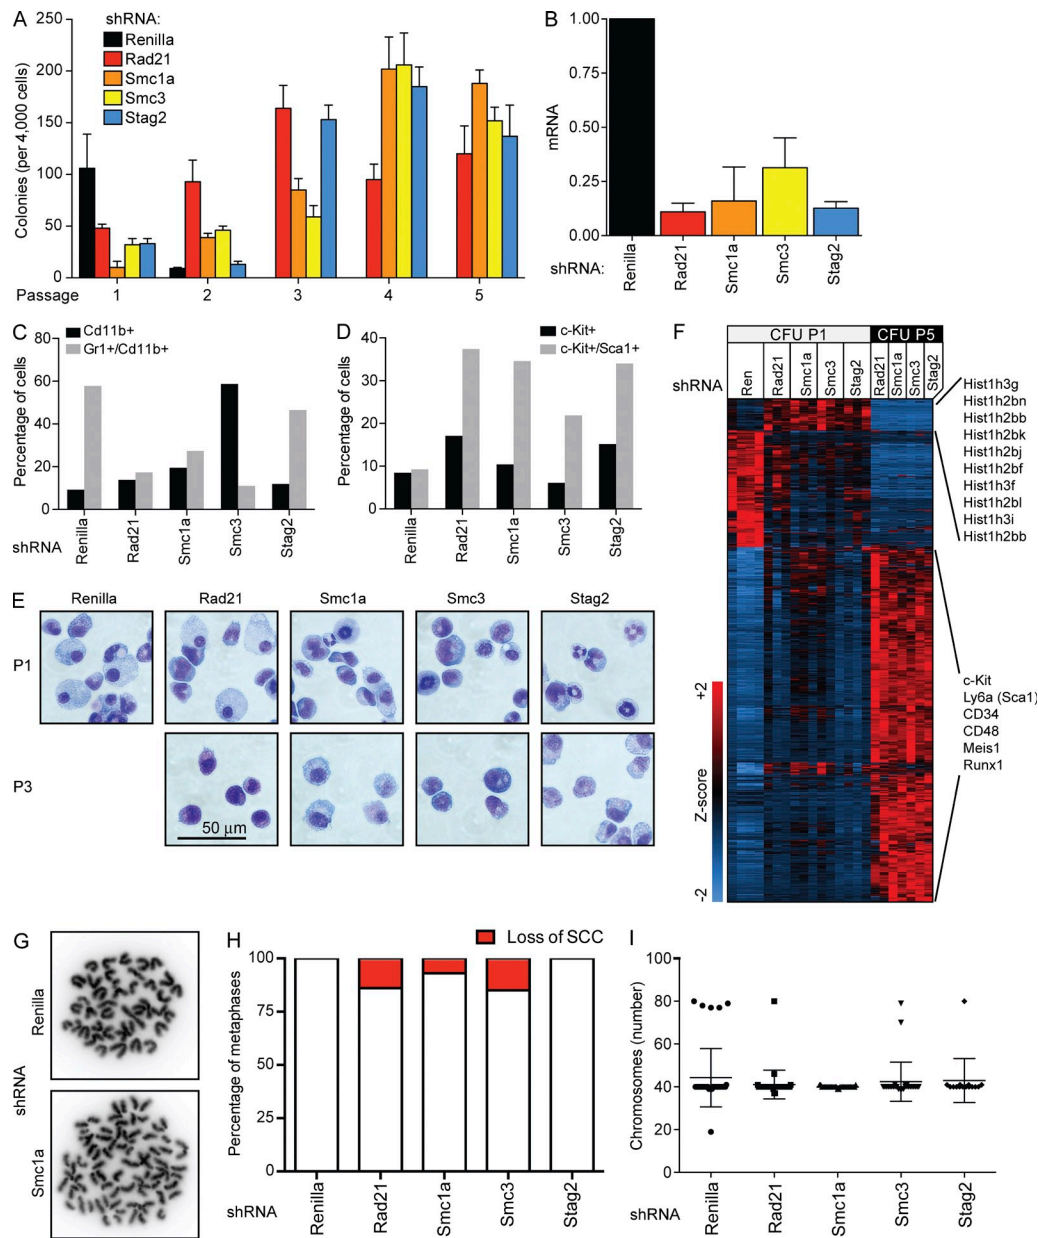 A
shRNA:
Renilla
Rad21
Smc1a
Smc3
Stag2
Colonies (per 4,000 cells)
250
200
150
100
50
0
Passage 1 2 3 4 5
B
mRNA
1.00
0.75
0.50
0.25
0.00
shRNA:
Renilla
Rad21
Smc1a
Smc3
Stag2
C
Cd11b+
Gr1+/Cd11b+
Percentage of cells
80
60
40
20
0
shRNA
Renilla
Rad21
Smc1a
Smc3
Stag2
D
c-Kit+
c-Kit+/Sca1+
Percentage of cells
40
30
20
10
0
Renilla
Rad21
Smc1a
Smc3
Stag2
E
Renilla Rad21 Smc1a Smc3 Stag2
P1
P3
50 µm
F
CFU P1 CFU P5
shRNA
Ren
Rad21
Smc1a
Smc3
Stag2
Rad21
Smc1a
Smc3
Stag2
Hist1h3g
Hist1h2bn
Hist1h2bb
Hist1h2bk
Hist1h2bj
Hist1h2bf
Hist1h3f
Hist1h2bl
Hist1h3i
Hist1h2bb
c-Kit
Ly6a (Sca1)
CD34
CD48
Meis1
Runx1
+2
Z-score
-2
G
shRNA
Renilla
Smc1a
H
Loss of SCC
Percentage of metaphases
100
75
50
25
0
shRNA
Renilla
Rad21
Smc1a
Smc3
Stag2
I
Chromosomes (number)
100
80
60
40
20
0
shRNA
Renilla
Rad21
Smc1a
Smc3
Stag2